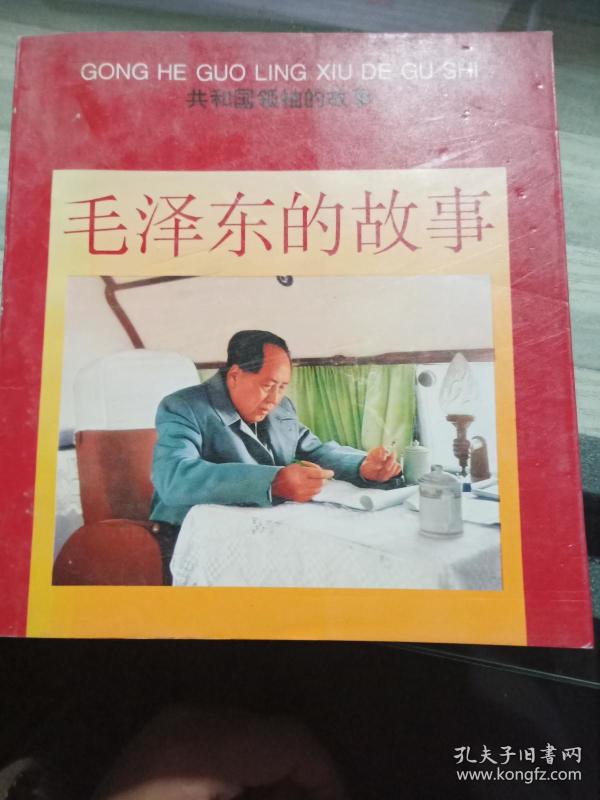 GONG HE GUO LING XIU DE GU SHI
共和国领袖的故事
毛泽东的故事
孔夫子旧書网
www.kongfz.com